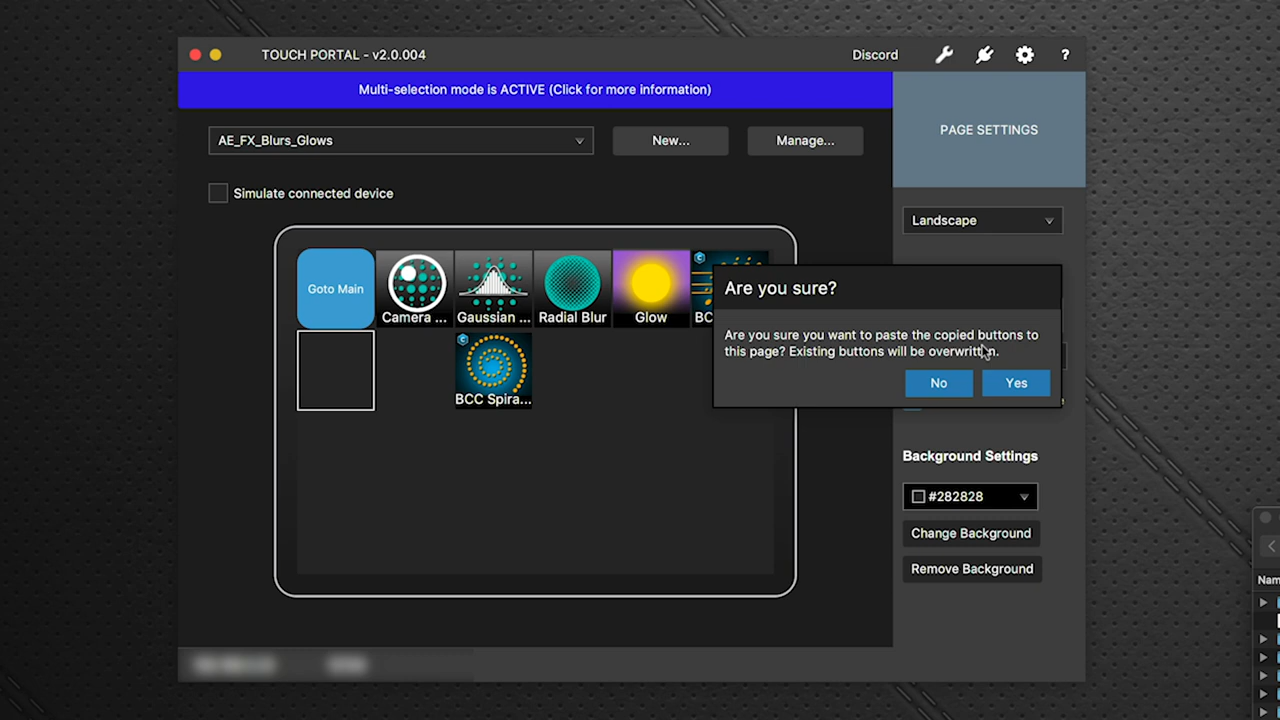 TOUCH PORTAL - v2.0.004
Discord
?
Multi-selection mode is ACTIVE (Click for more information)
PAGE SETTINGS
AE_FX_Blurs_Glows
New...
Manage...
Simulate connected device
Landscape
Goto Main
Camera ...
Gaussian ...
Radial Blur
Glow
BC
BCC Spira...
Are you sure?
Are you sure you want to paste the copied buttons to
this page? Existing buttons will be overwritten.
No
Yes
Background Settings
#282828
Change Background
Remove Background
Nam